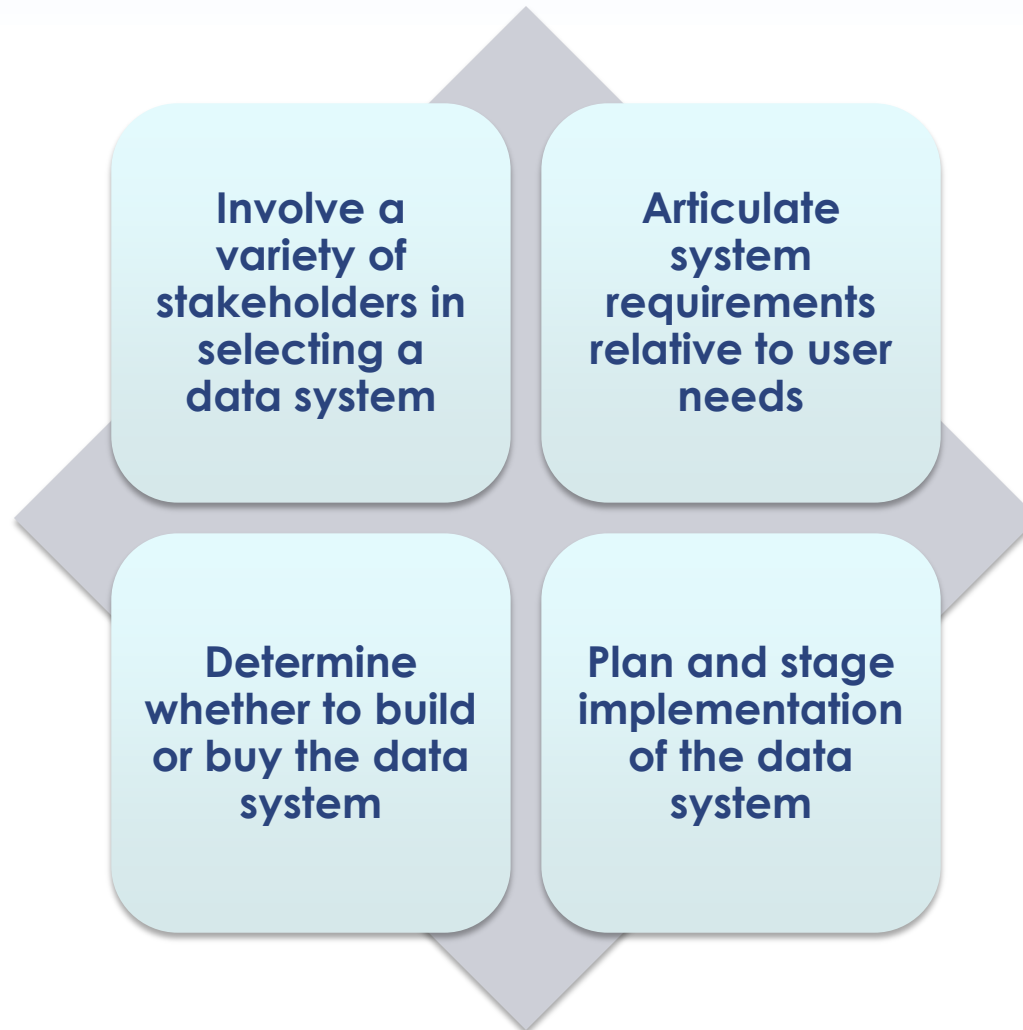 Involve a
variety of
stakeholders in
selecting a
data system
Articulate
system
requirements
relative to user
needs
Determine
whether to build
or buy the data
system
Plan and stage
implementation
of the data
system